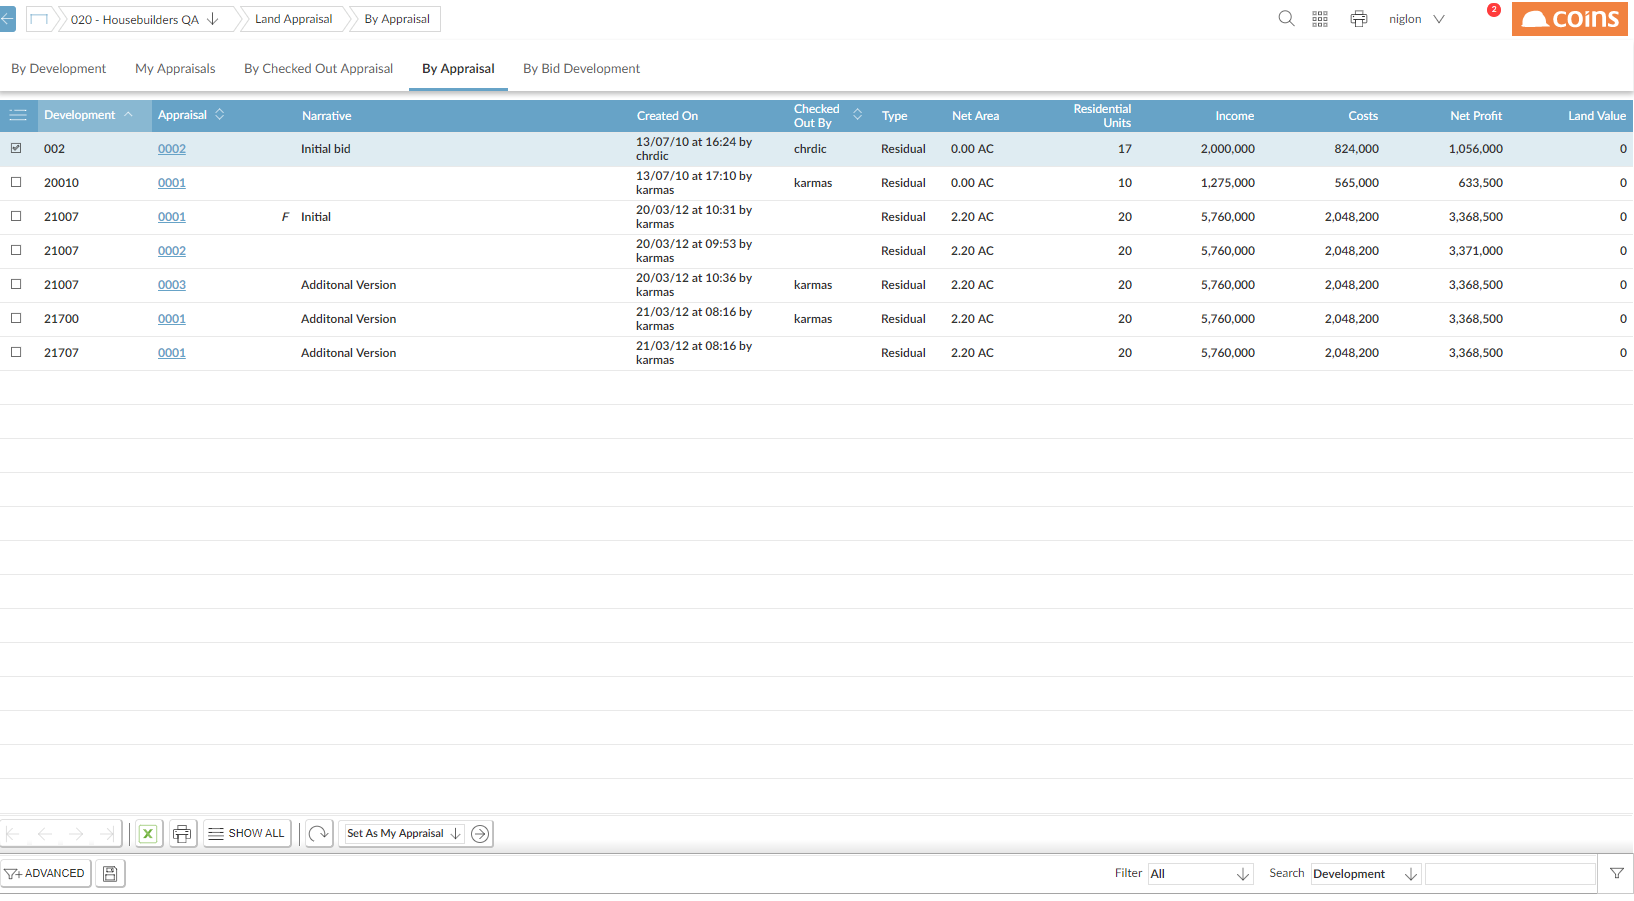 020 - Housebuilders QA
Land Appraisal
By Appraisal
niglon
2
coins
By Development
My Appraisals
By Checked Out Appraisal
By Appraisal
By Bid Development
Development Appraisal Narrative Created On Checked Out By Type Net Area Residential Units Income Costs Net Profit Land Value
002 0002 Initial bid 13/07/10 at 16:24 by chrdic chrdic Residual 0.00 AC 17 2,000,000 824,000 1,056,000 0
20010 0001 13/07/10 at 17:10 by karmas karmas Residual 0.00 AC 10 1,275,000 565,000 633,500 0
21007 0001 F Initial 20/03/12 at 10:31 by karmas Residual 2.20 AC 20 5,760,000 2,048,200 3,368,500 0
21007 0002 20/03/12 at 09:53 by karmas Residual 2.20 AC 20 5,760,000 2,048,200 3,371,000 0
21007 0003 Additonal Version 20/03/12 at 10:36 by karmas karmas Residual 2.20 AC 20 5,760,000 2,048,200 3,368,500 0
21700 0001 Additonal Version 21/03/12 at 08:16 by karmas karmas Residual 2.20 AC 20 5,760,000 2,048,200 3,368,500 0
21707 0001 Additonal Version 21/03/12 at 08:16 by karmas Residual 2.20 AC 20 5,760,000 2,048,200 3,368,500 0
X
SHOW ALL
Set As My Appraisal
ADVANCED
Filter All
Search Development